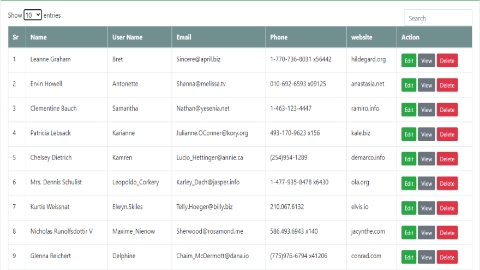 Show 10 entries
Search
Sr Name User Name Email Phone website Action
1 Leanne Graham Bret Sincere@april.biz 1-770-736-8031 x56442 hildegard.org Edit View Delete
2 Ervin Howell Antonette Shanna@melissa.tv 010-692-6593 x09125 anastasia.net Edit View Delete
3 Clementine Bauch Samantha Nathan@yesenia.net 1-463-123-4447 ramiro.info Edit View Delete
4 Patricia Lebsack Karianne Julianne.OConner@kory.org 493-170-9623 x156 kale.biz Edit View Delete
5 Chelsey Dietrich Kamren Lucio_Hettinger@annie.ca (254)954-1289 demarco.info Edit View Delete
6 Mrs. Dennis Schulist Leopoldo_Corkery Karley_Dach@jasper.info 1-477-935-8478 x6430 ola.org Edit View Delete
7 Kurtis Weissnat Elwyn.Skiles Telly.Hoeger@billy.biz 210.067.6132 elvis.io Edit View Delete
8 Nicholas Runolfsdottir V Maxime_Nienow Sherwood@rosamond.me 586.493.6943 x140 jacynthe.com Edit View Delete
9 Glenna Reichert Delphine Chaim_McDermott@dana.io (775)976-6794 x41206 conrad.com Edit View Delete